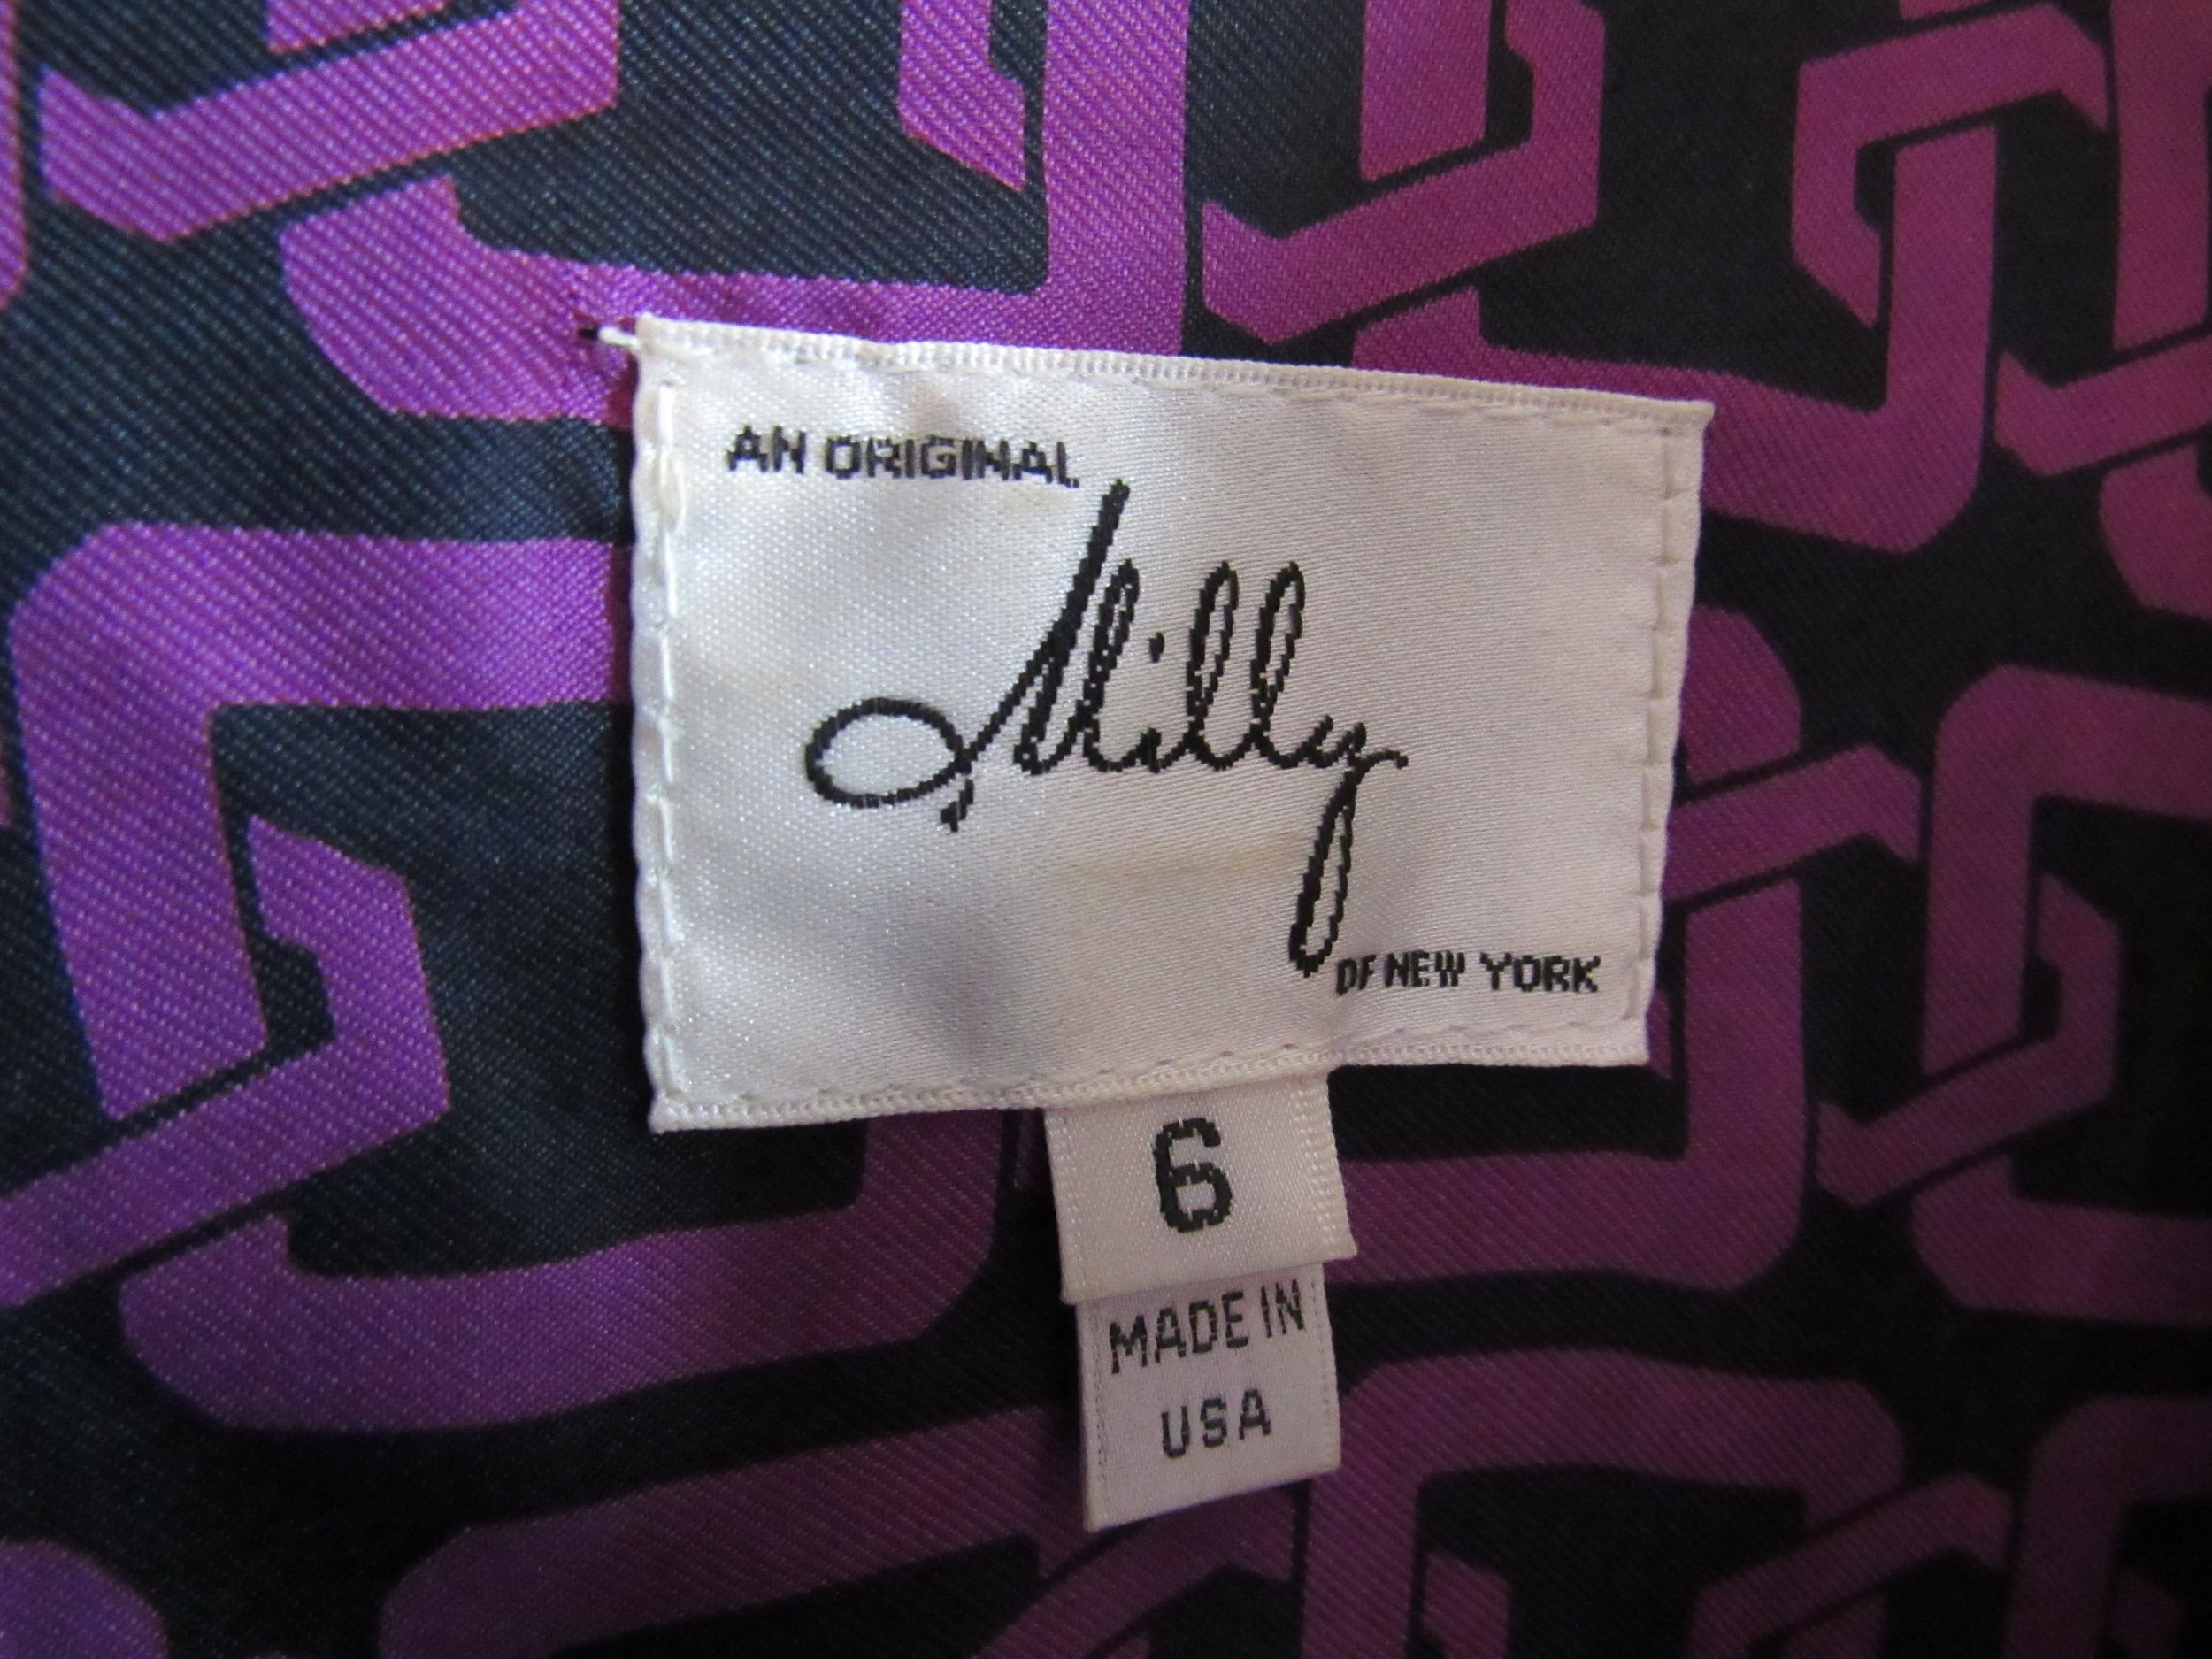 AN ORIGINAL
Milly
OF NEW YORK
6
MADE IN
USA